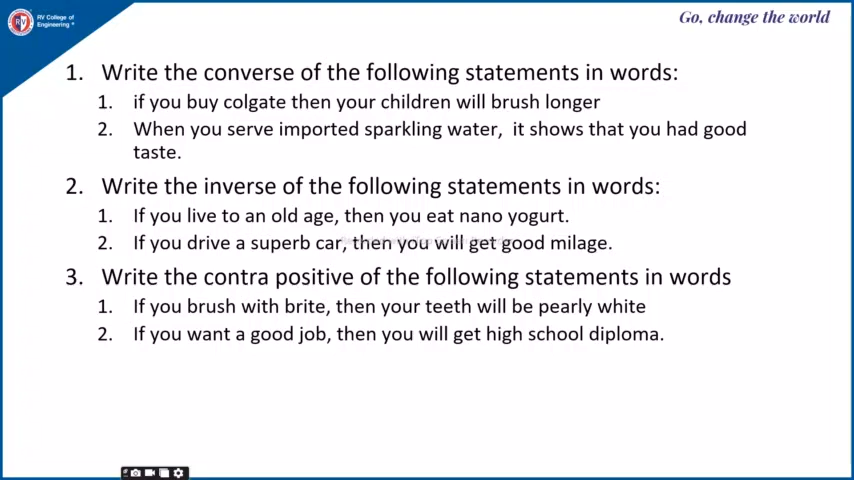 RV College of
Engineering
Go, change the world
1. Write the converse of the following statements in words:
1. if you buy colgate then your children will brush longer
2. When you serve imported sparkling water, it shows that you had good
taste.
2. Write the inverse of the following statements in words:
1. If you live to an old age, then you eat nano yogurt.
2. If you drive a superb car, then you will get good milage.
3. Write the contra positive of the following statements in words
1. If you brush with brite, then your teeth will be pearly white
2. If you want a good job, then you will get high school diploma.